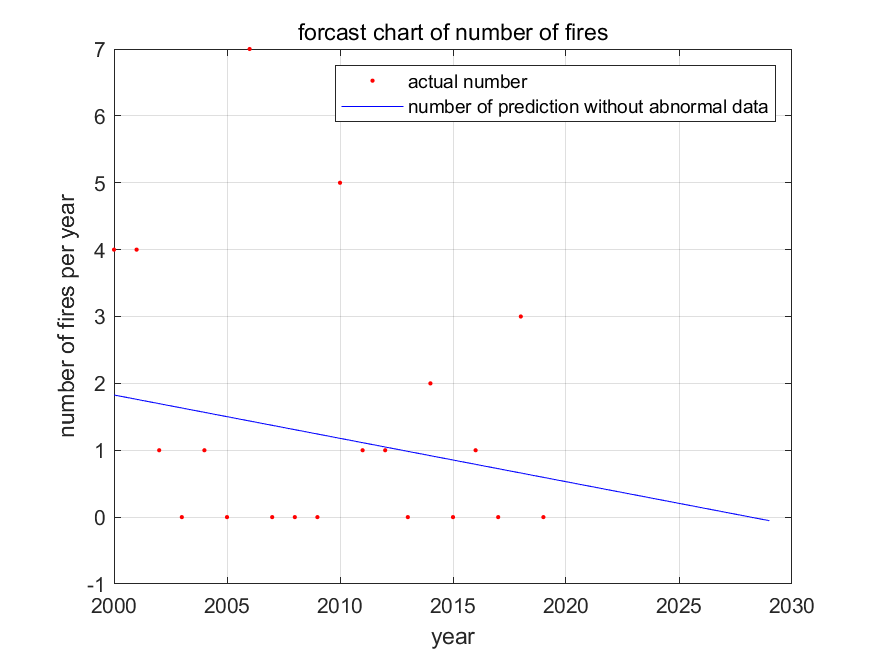 forcast chart of number of fires
7
actual number
number of prediction without abnormal data
6
5
4
3
2
1
0
-1
number of fires per year
2000 2005 2010 2015 2020 2025 2030
year